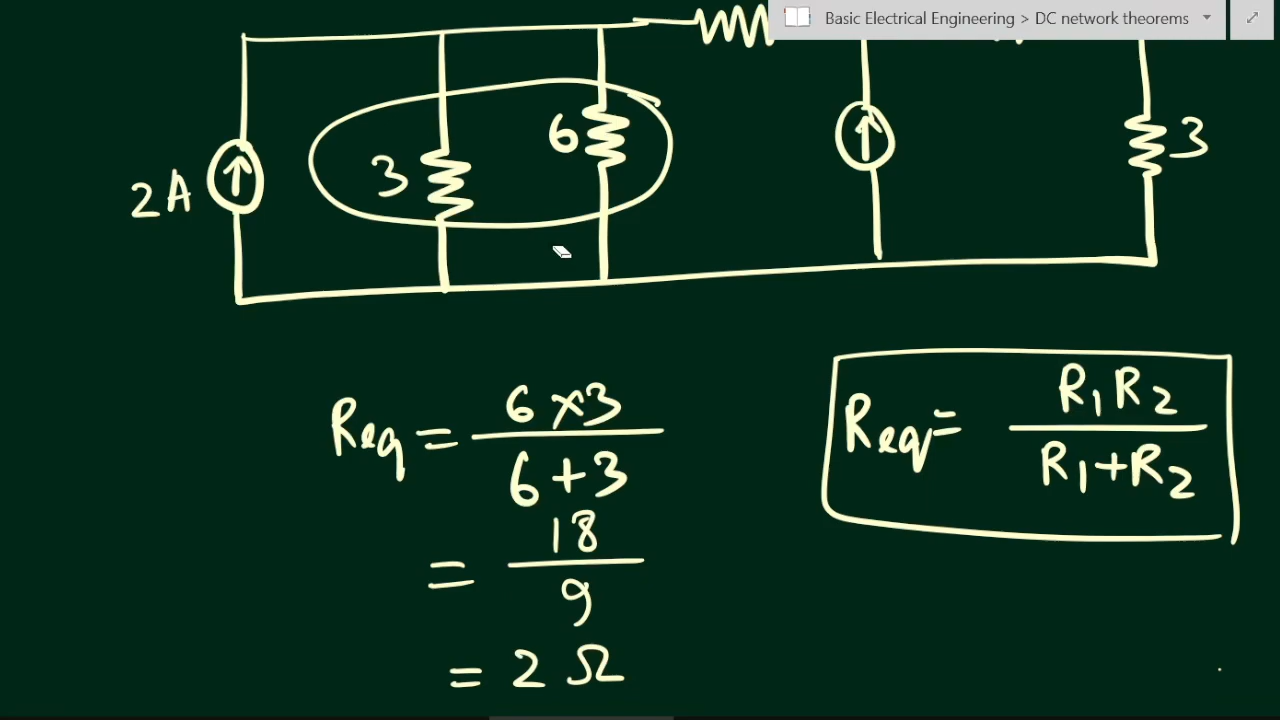 Basic Electrical Engineering > DC network theorems
2A
3
6
3
Req = 6 × 3 / 6 + 3
= 18 / 9
= 2 Ω
Req = R₁R₂ / R₁+R₂